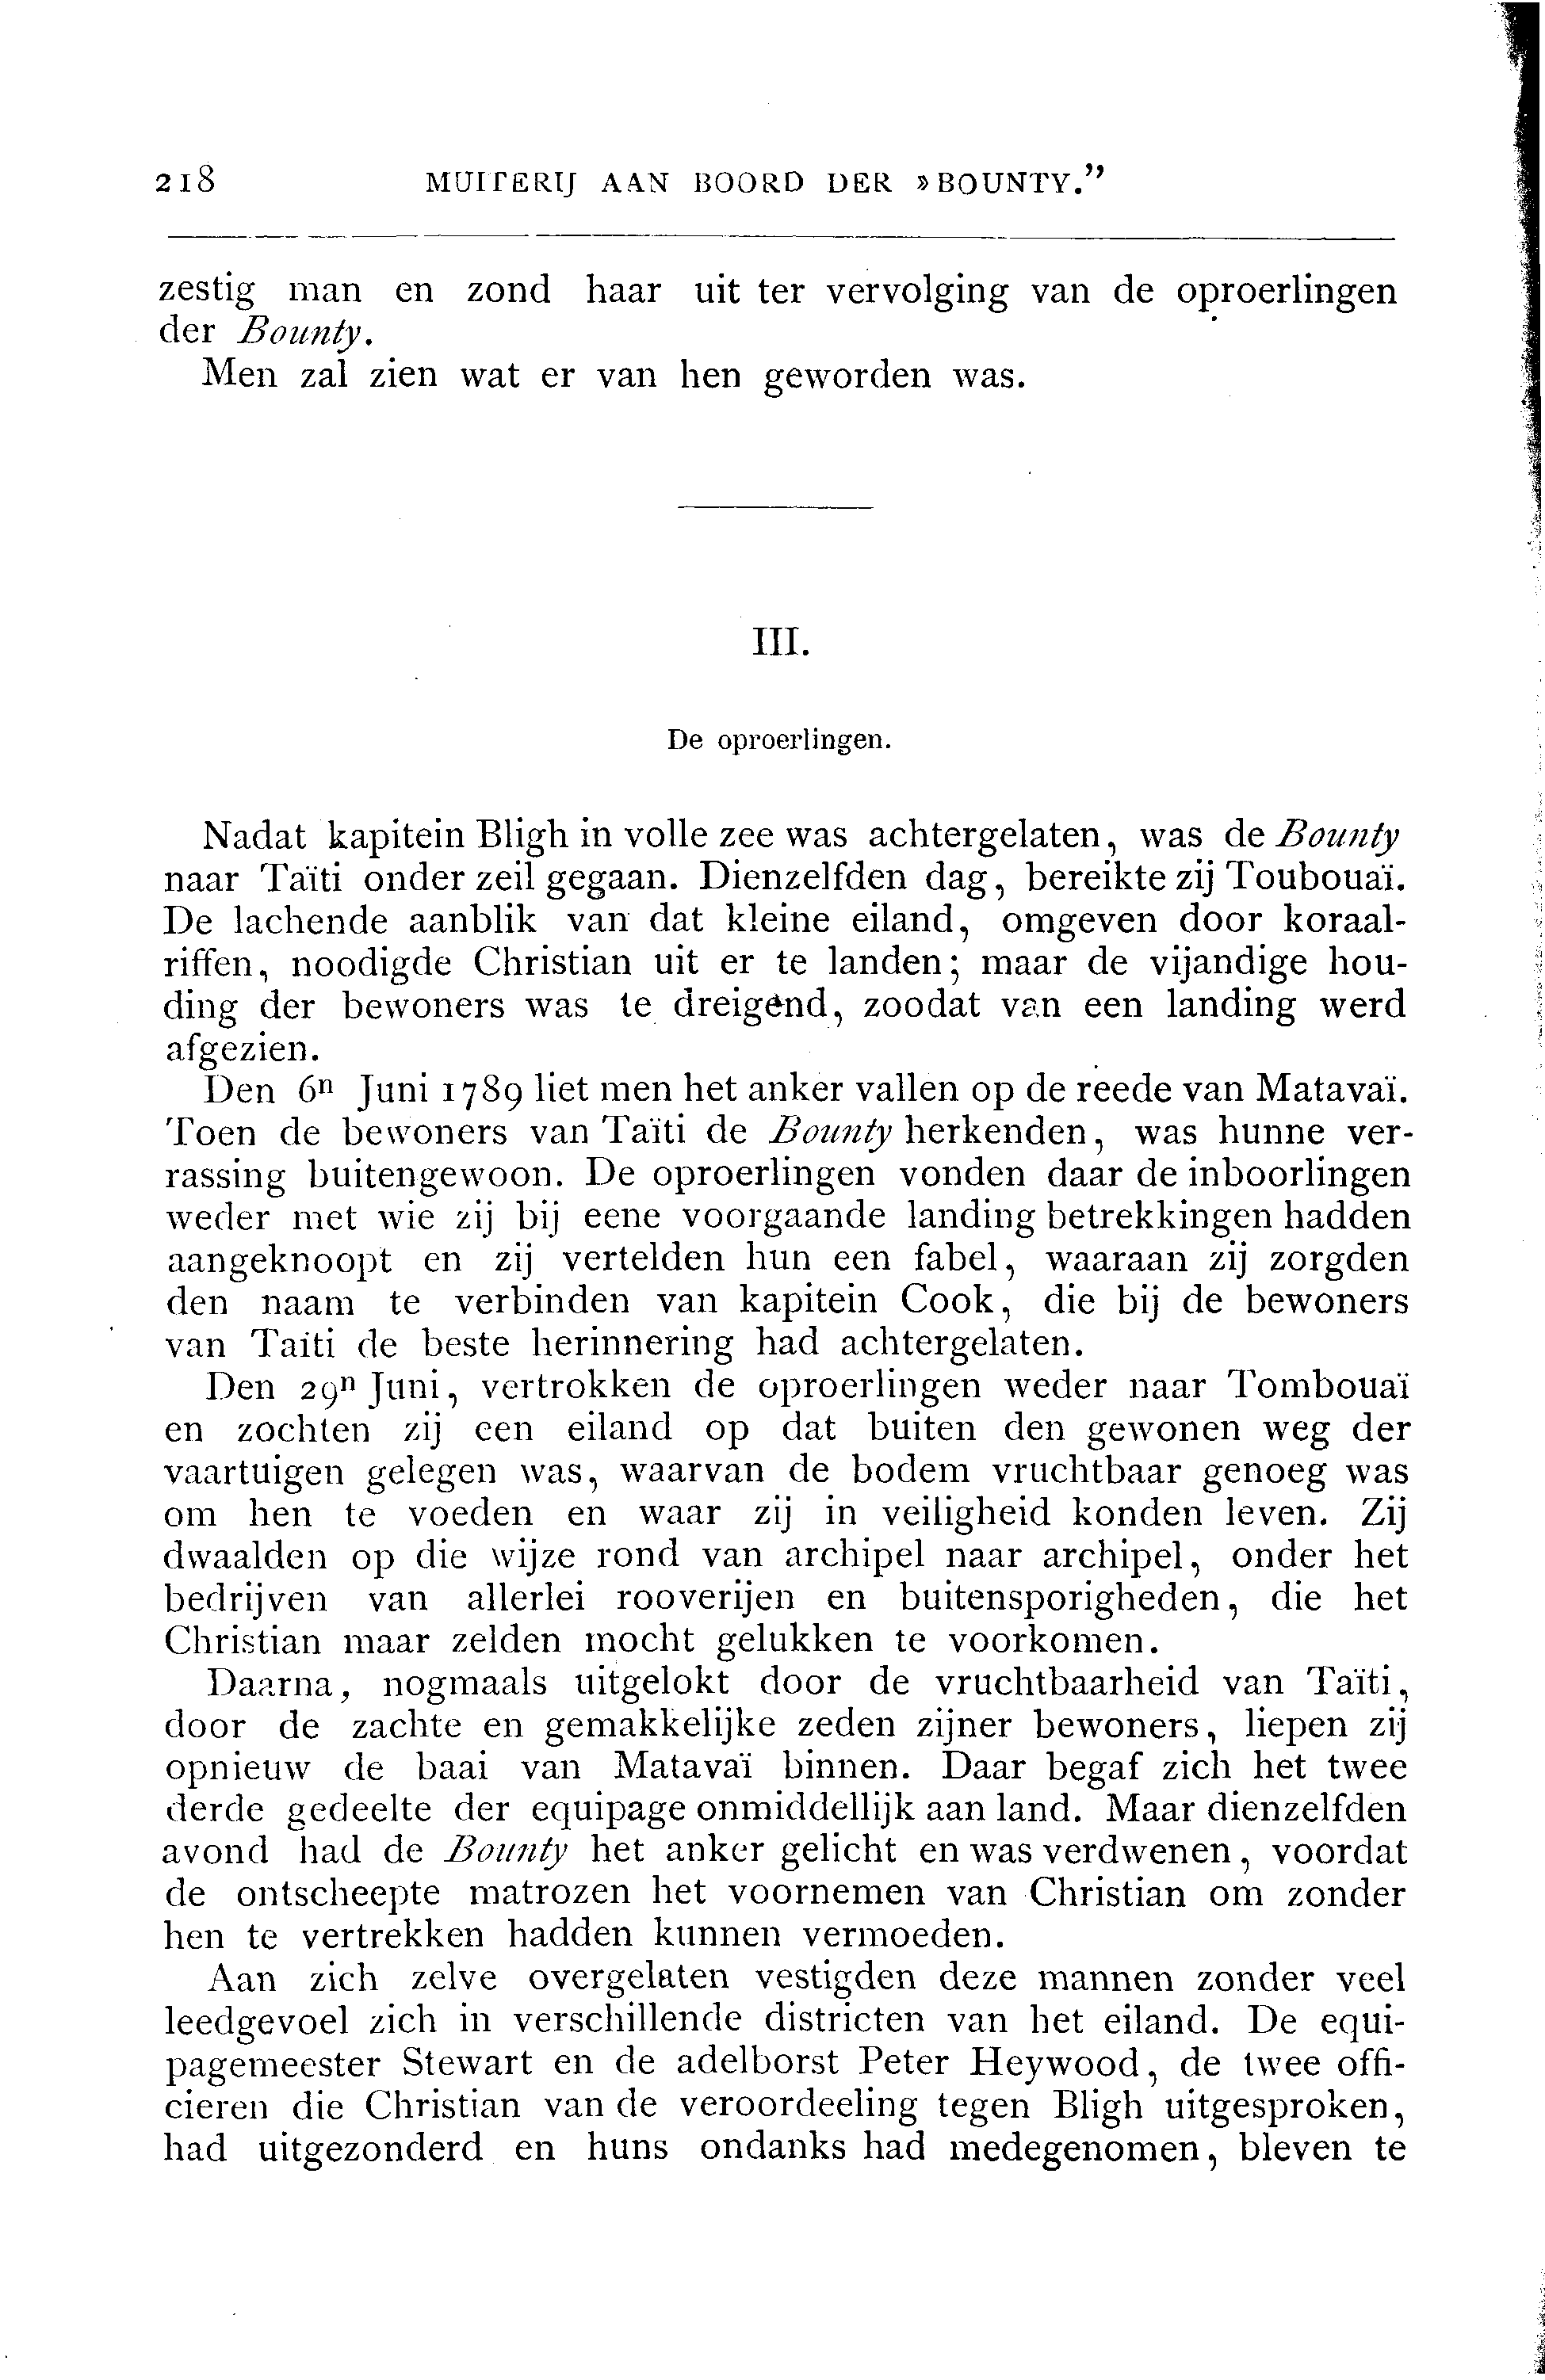 218 MUITERIJ AAN BOORD DER »BOUNTY.”
zestig man en zond haar uit ter vervolging van de oproerlingen
der Bounty.
Men zal zien wat er van hen geworden was.
III.
De oproerlingen.
Nadat kapitein Bligh in volle zee was achtergelaten, was de Bounty
naar Taïti onder zeil gegaan. Dienzelfden dag, bereikte zij Toubouaï.
De lachende aanblik van dat kleine eiland, omgeven door koraal-
riffen, noodigde Christian uit er te landen; maar de vijandige hou-
ding der bewoners was te dreigend, zoodat van een landing werd
afgezien.
Den 6n Juni 1789 liet men het anker vallen op de reede van Matavaï.
Toen de bewoners van Taïti de Bounty herkenden, was hunne ver-
rassing buitengewoon. De oproerlingen vonden daar de inboorlingen
weder met wie zij bij eene voorgaande landing betrekkingen hadden
aangeknoopt en zij vertelden hun een fabel, waaraan zij zorgden
den naam te verbinden van kapitein Cook, die bij de bewoners
van Taïti de beste herinnering had achtergelaten.
Den 29n Juni, vertrokken de oproerlingen weder naar Tombouaï
en zochten zij een eiland op dat buiten den gewonen weg der
vaartuigen gelegen was, waarvan de bodem vruchtbaar genoeg was
om hen te voeden en waar zij in veiligheid konden leven. Zij
dwaalden op die wijze rond van archipel naar archipel, onder het
bedrijven van allerlei rooverijen en buitensporigheden, die het
Christian maar zelden mocht gelukken te voorkomen.
Daarna, nogmaals uitgelokt door de vruchtbaarheid van Taïti,
door de zachte en gemakkelijke zeden zijner bewoners, liepen zij
opnieuw de baai van Matavaï binnen. Daar begaf zich het twee
derde gedeelte der equipage onmiddellijk aan land. Maar dienzelfden
avond had de Bounty het anker gelicht en was verdwenen, voordat
de ontscheepte matrozen het voornemen van Christian om zonder
hen te vertrekken hadden kunnen vermoeden.
Aan zich zelve overgelaten vestigden deze mannen zonder veel
leedgevoel zich in verschillende districten van het eiland. De equi-
pagemeester Stewart en de adelborst Peter Heywood, de twee offi-
cieren die Christian van de veroordeeling tegen Bligh uitgesproken,
had uitgezonderd en huns ondanks had medegenomen, bleven te